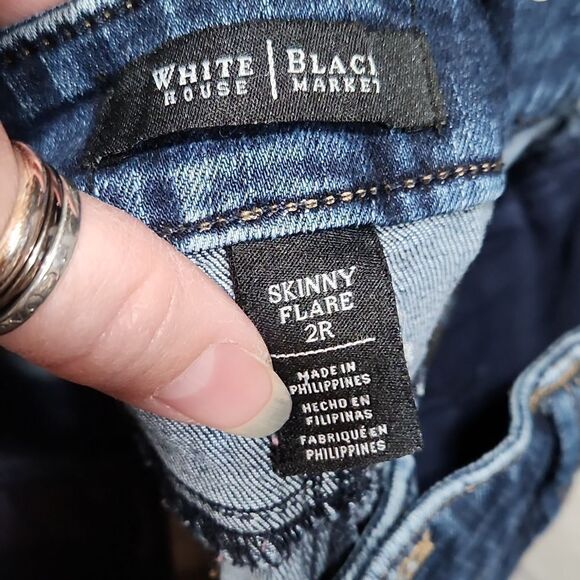 WHITE | BLACK
HOUSE | MARKET
SKINNY
FLARE
2R
MADE IN
PHILIPPINES
HECHO EN
FILIPINAS
FABRIQUÉ EN
PHILIPPINES